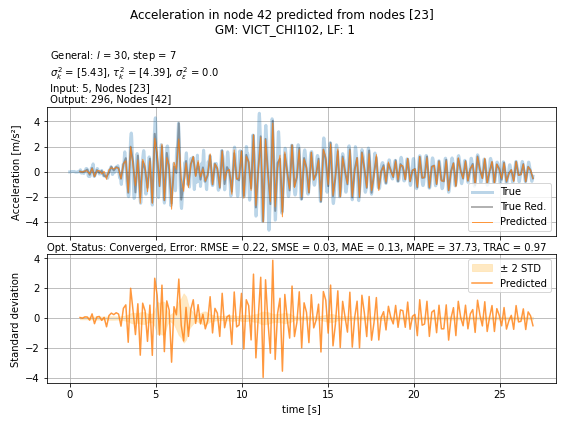 Acceleration in node 42 predicted from nodes [23]
GM: VICT_CHI102, LF: 1
General: l = 30, step = 7
σ²ₖ = [5.43], τ²ₖ = [4.39], σ²ε = 0.0
Input: 5, Nodes [23]
Output: 296, Nodes [42]
Acceleration [m/s²]
4
2
0
−2
−4
True
True Red.
Predicted
Opt. Status: Converged, Error: RMSE = 0.22, SMSE = 0.03, MAE = 0.13, MAPE = 37.73, TRAC = 0.97
Standard deviation
4
2
0
−2
−4
± 2 STD
Predicted
0 5 10 15 20 25
time [s]